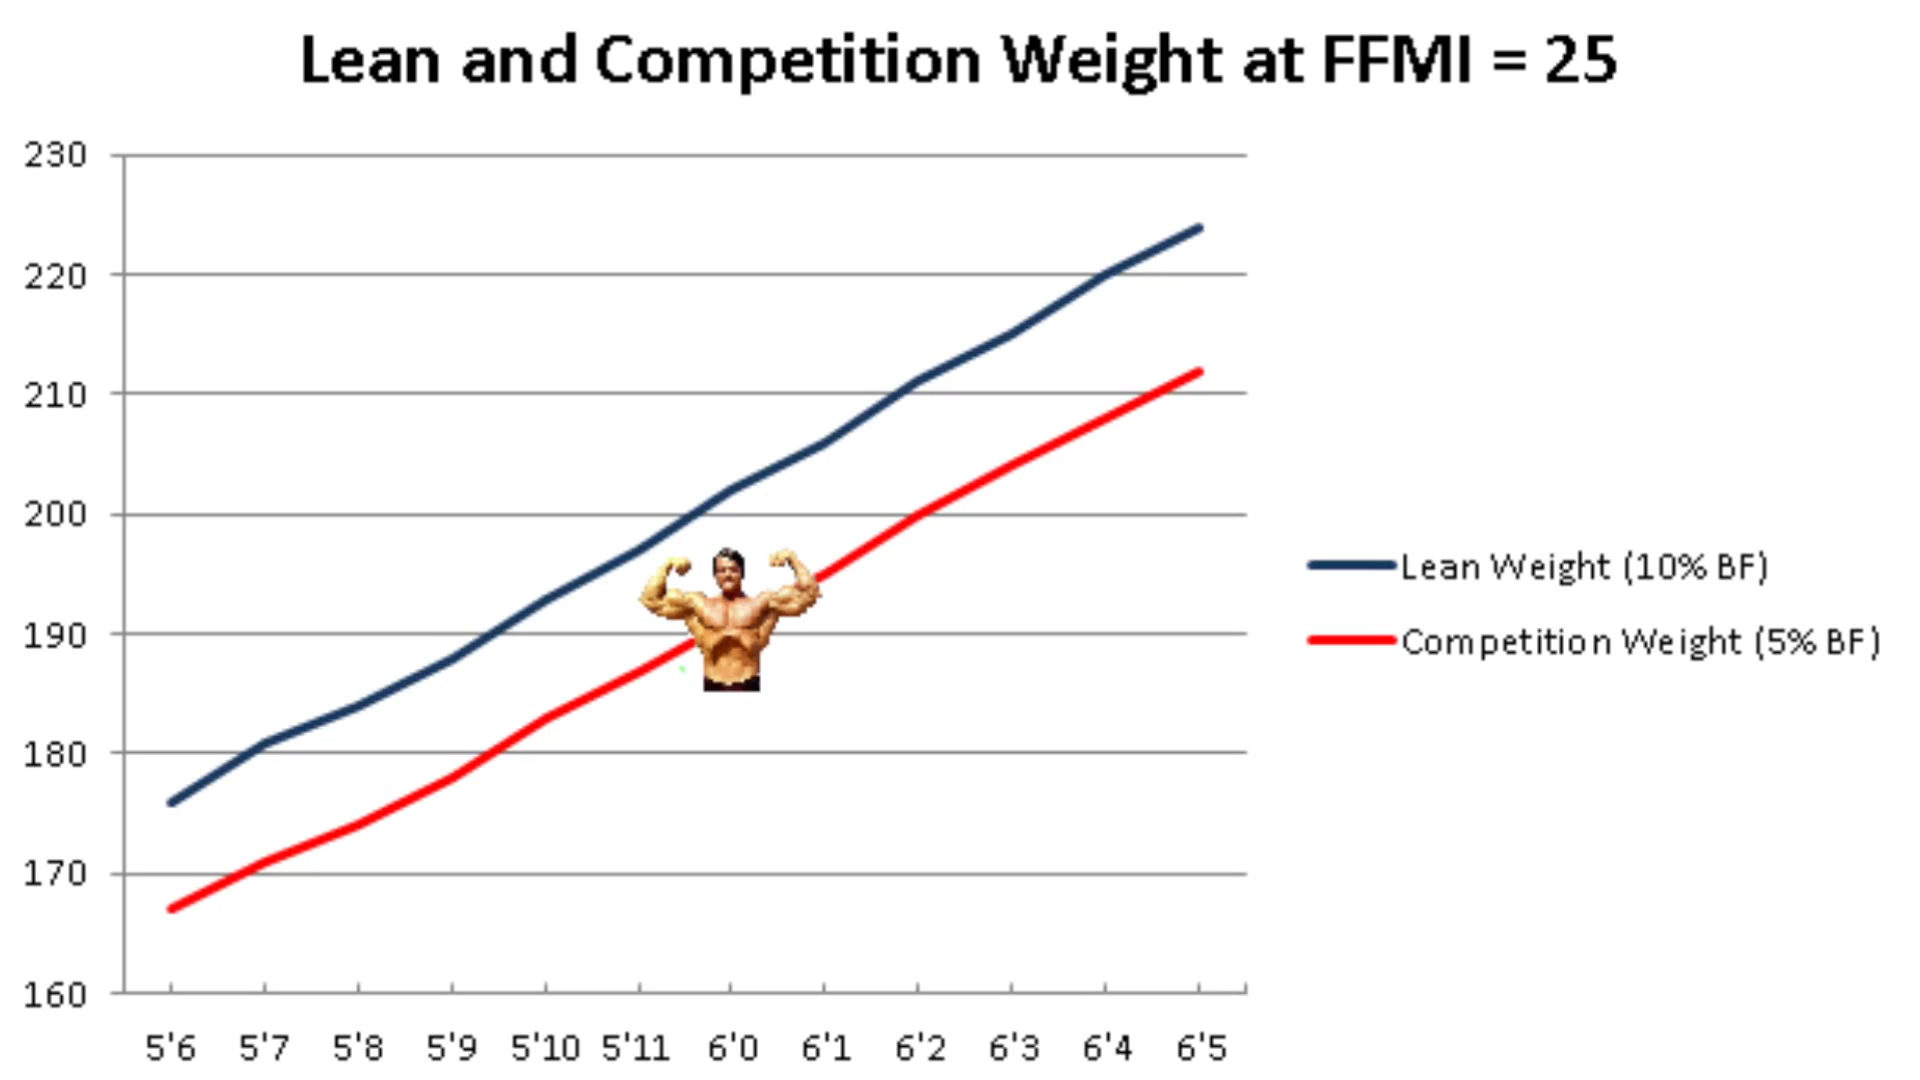 Lean and Competition Weight at FFMI = 25
230
220
210
200
190
180
170
160
5'6 5'7 5'8 5'9 5'10 5'11 6'0 6'1 6'2 6'3 6'4 6'5
Lean Weight (10% BF)
Competition Weight (5% BF)